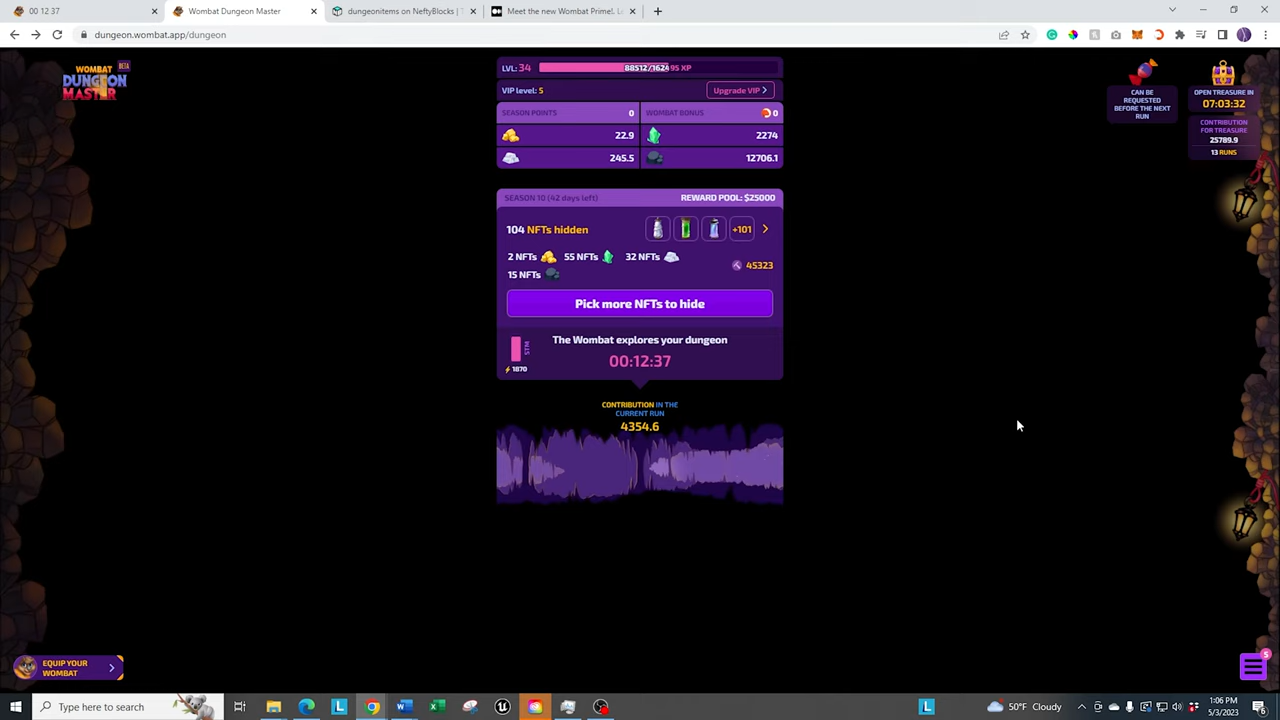 00 12 37
Wombat Dungeon Master
dungeonitems on NeftyBlocks | T
Meet the new Wombat Prime!. Le
dungeon.wombat.app/dungeon
WOMBAT
DUNGEON
MASTER
BETA
LVL: 34
88512/162495 XP
VIP level: 5
Upgrade VIP
SEASON POINTS 0
WOMBAT BONUS 0
22.9
2274
245.5
12706.1
CAN BE
REQUESTED
BEFORE THE NEXT
RUN
OPEN TREASURE IN
07:03:32
CONTRIBUTION
FOR TREASURE
25789.9
13 RUNS
SEASON 10 (42 days left)
REWARD POOL: $25000
104 NFTs hidden
+101
2 NFTs
55 NFTs
32 NFTs
15 NFTs
45323
Pick more NFTs to hide
STM
1870
The Wombat explores your dungeon
00:12:37
CONTRIBUTION IN THE
CURRENT RUN
4354.6
EQUIP YOUR
WOMBAT
5
Type here to search
50°F Cloudy
1:06 PM
5/3/2023